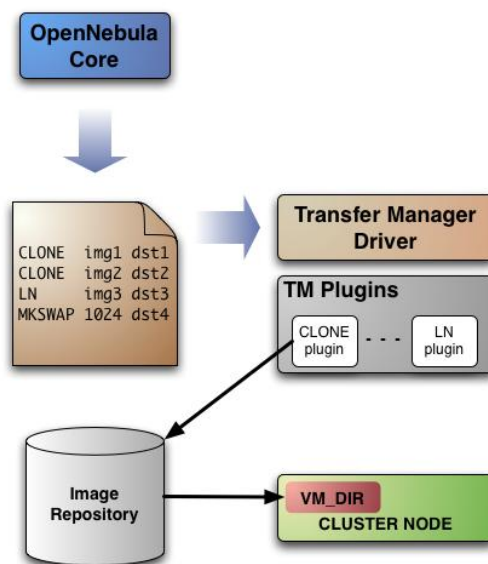 OpenNebula
Core
CLONE img1 dst1
CLONE img2 dst2
LN img3 dst3
MKSWAP 1024 dst4
Transfer Manager
Driver
TM Plugins
CLONE
plugin
- - -
LN
plugin
Image
Repository
VM_DIR
CLUSTER NODE